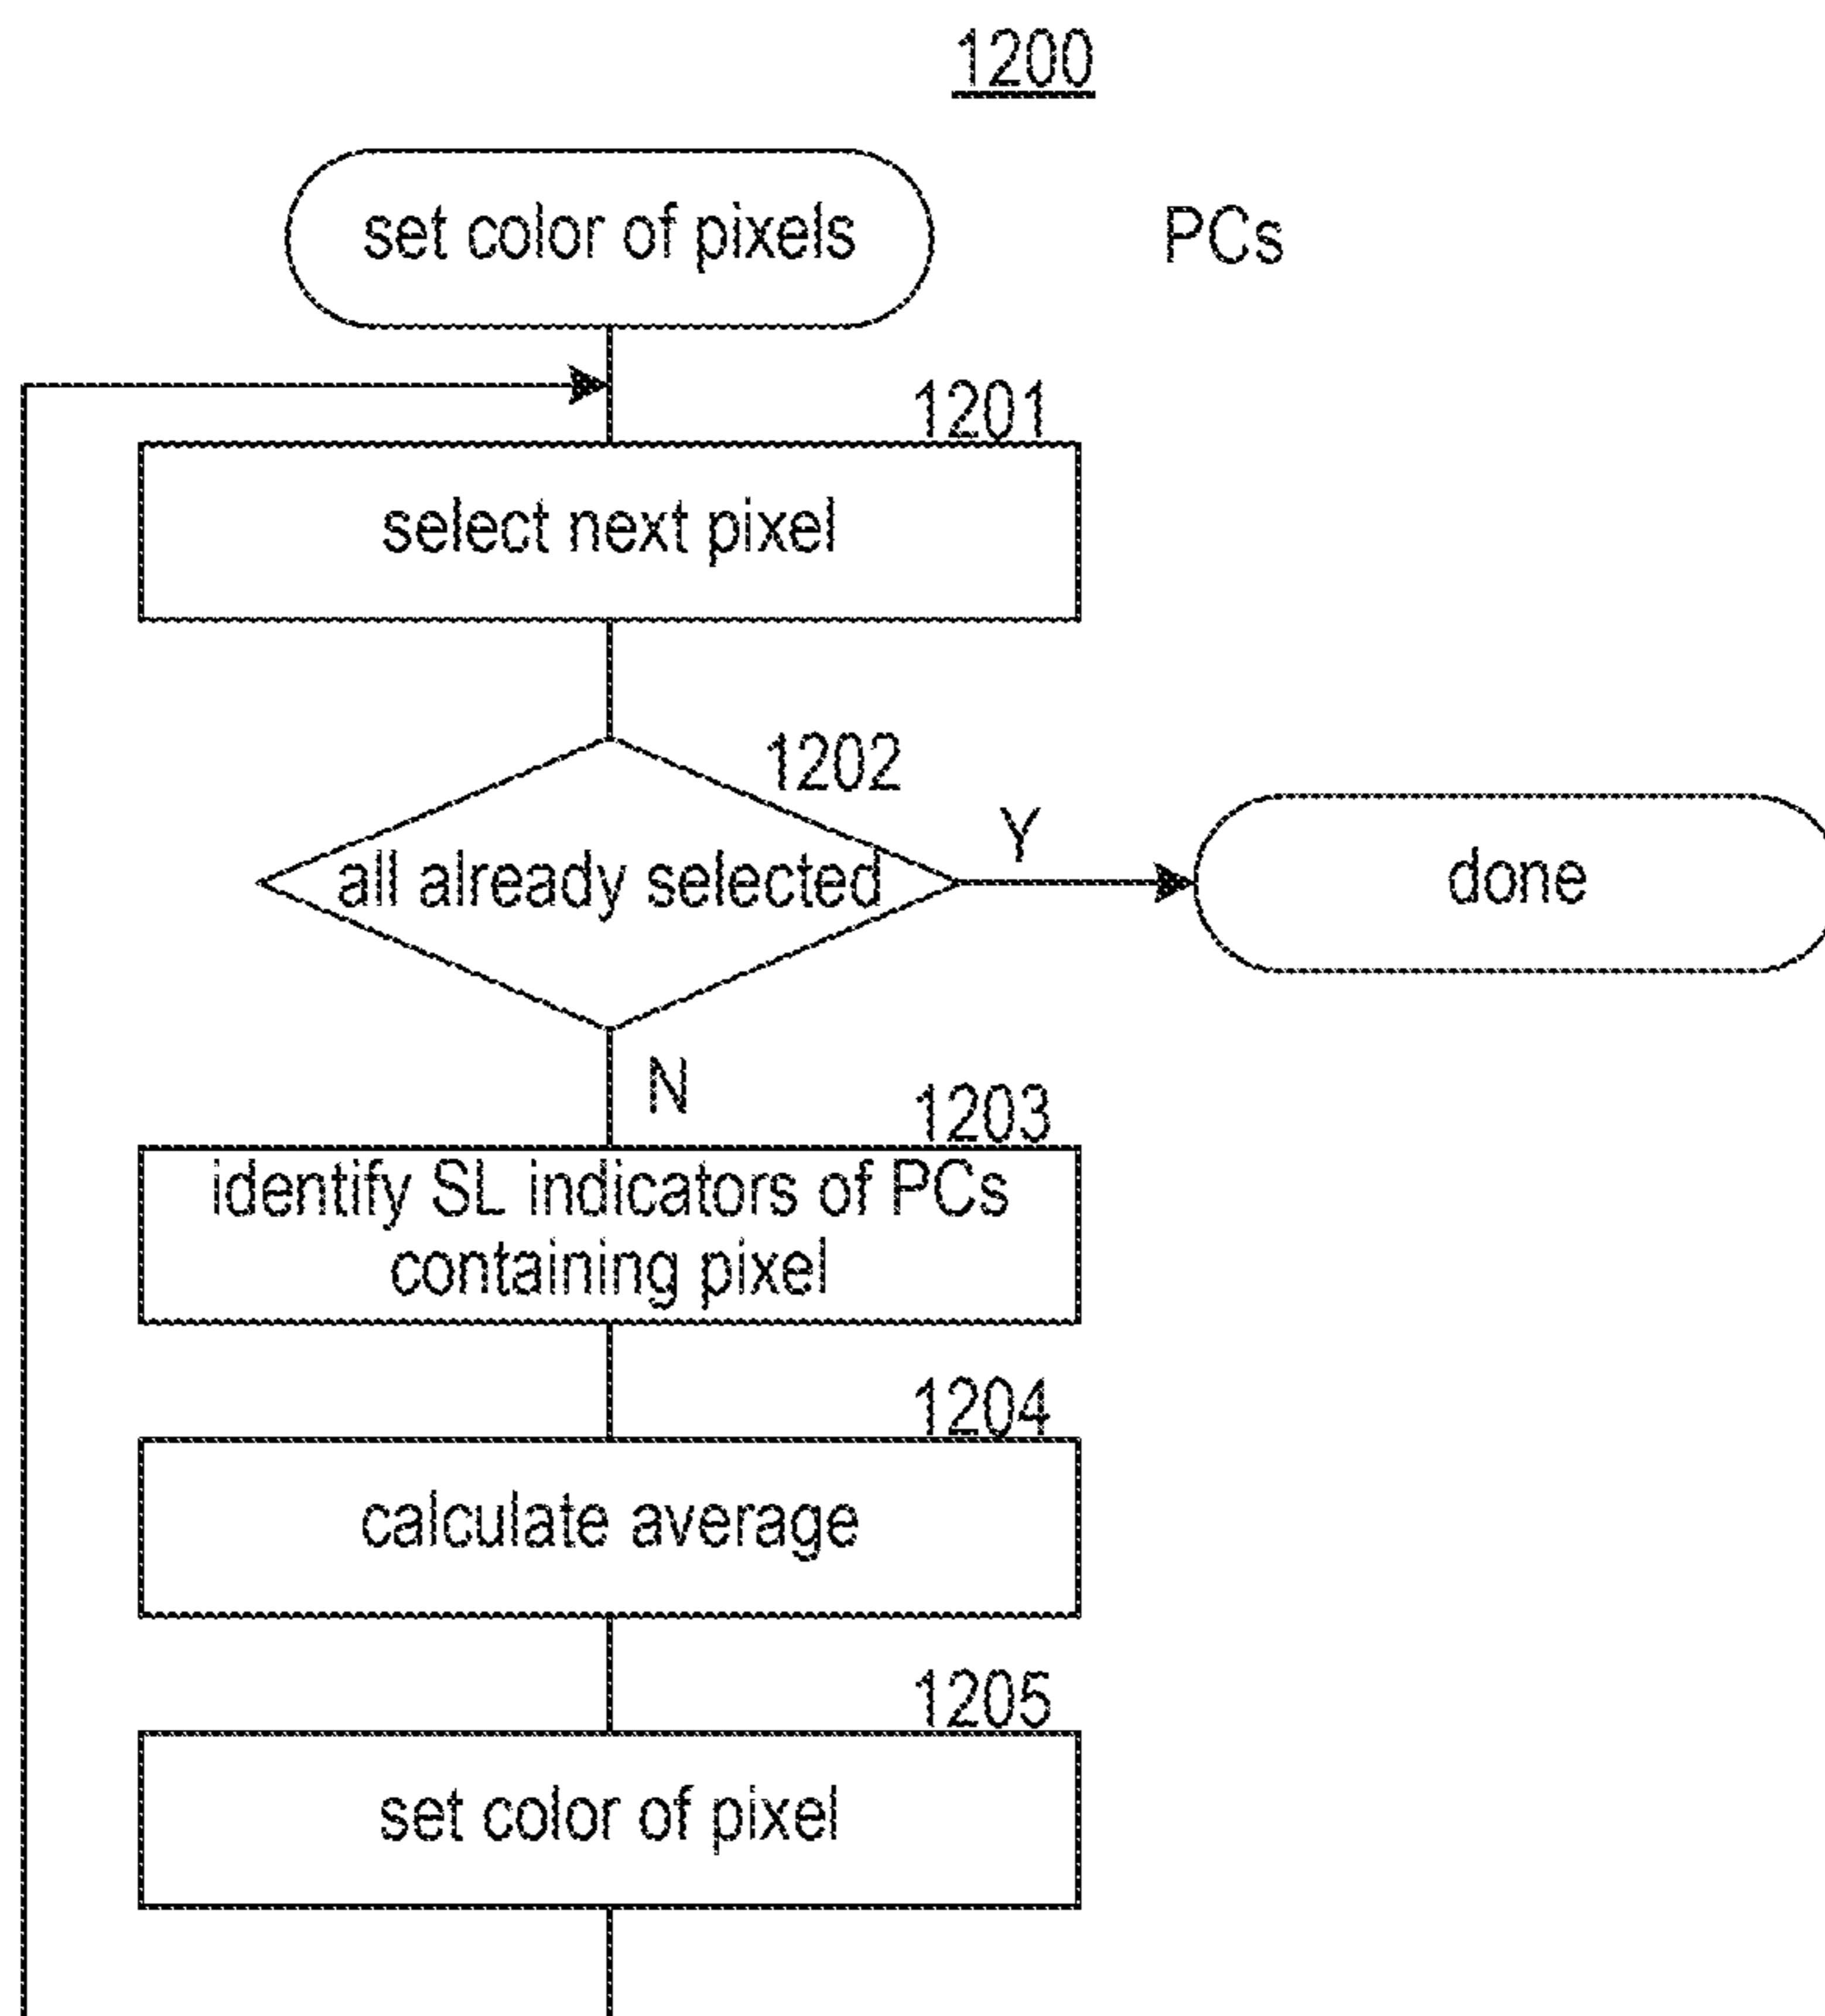 1200
set color of pixels
PCs
1201
select next pixel
1202
all already selected
Y
done
N
1203
identify SL indicators of PCs
containing pixel
1204
calculate average
1205
set color of pixel